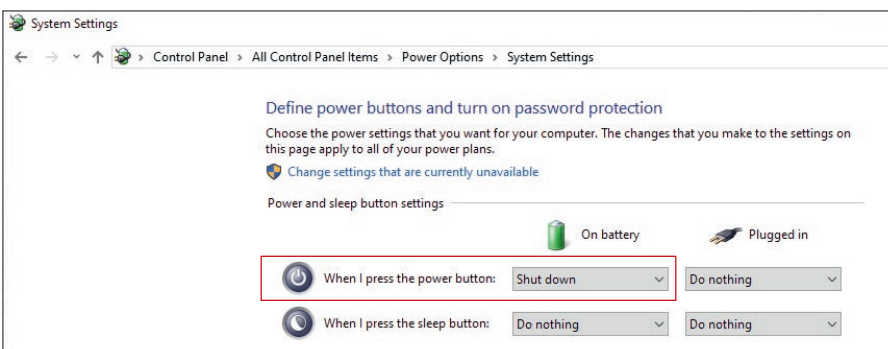 System Settings
Control Panel > All Control Panel Items > Power Options > System Settings
Define power buttons and turn on password protection
Choose the power settings that you want for your computer. The changes that you make to the settings on
this page apply to all of your power plans.
Change settings that are currently unavailable
Power and sleep button settings
On battery Plugged in
When I press the power button: Shut down Do nothing
When I press the sleep button: Do nothing Do nothing